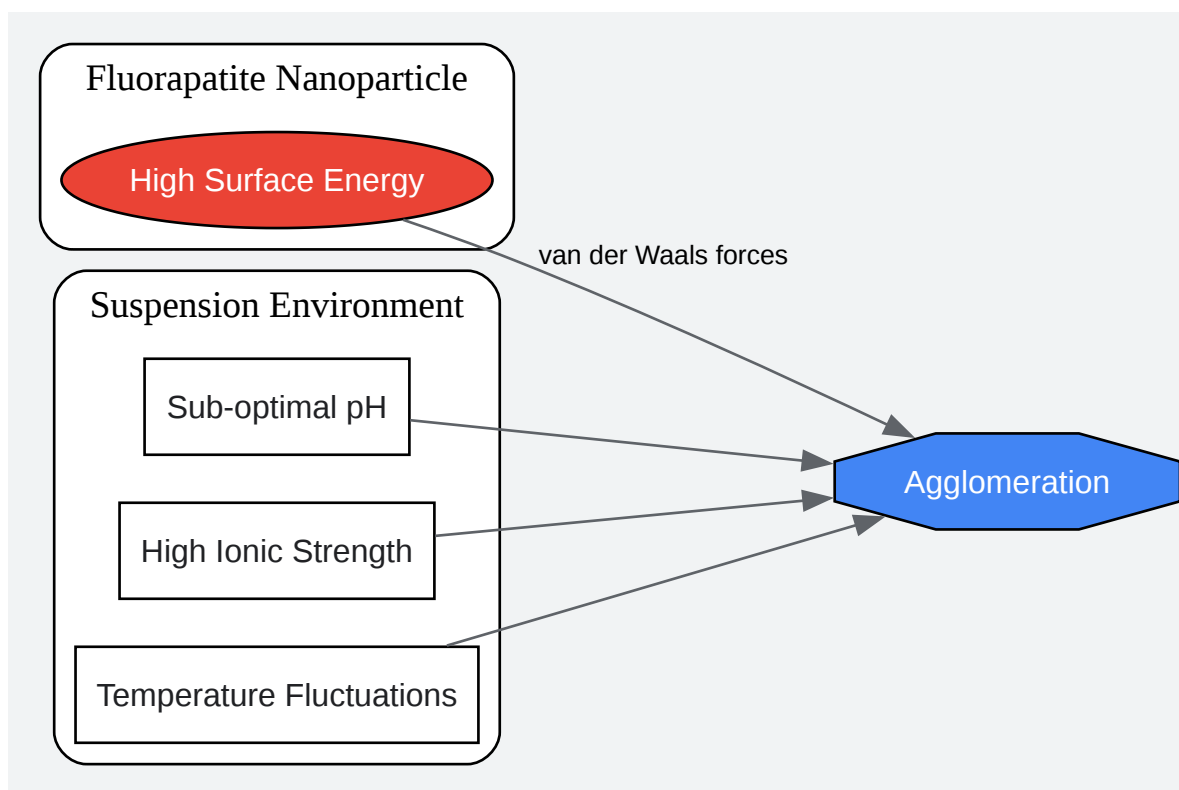 Fluorapatite Nanoparticle
High Surface Energy
van der Waals forces
Suspension Environment
Sub-optimal pH
High Ionic Strength
Temperature Fluctuations
Agglomeration